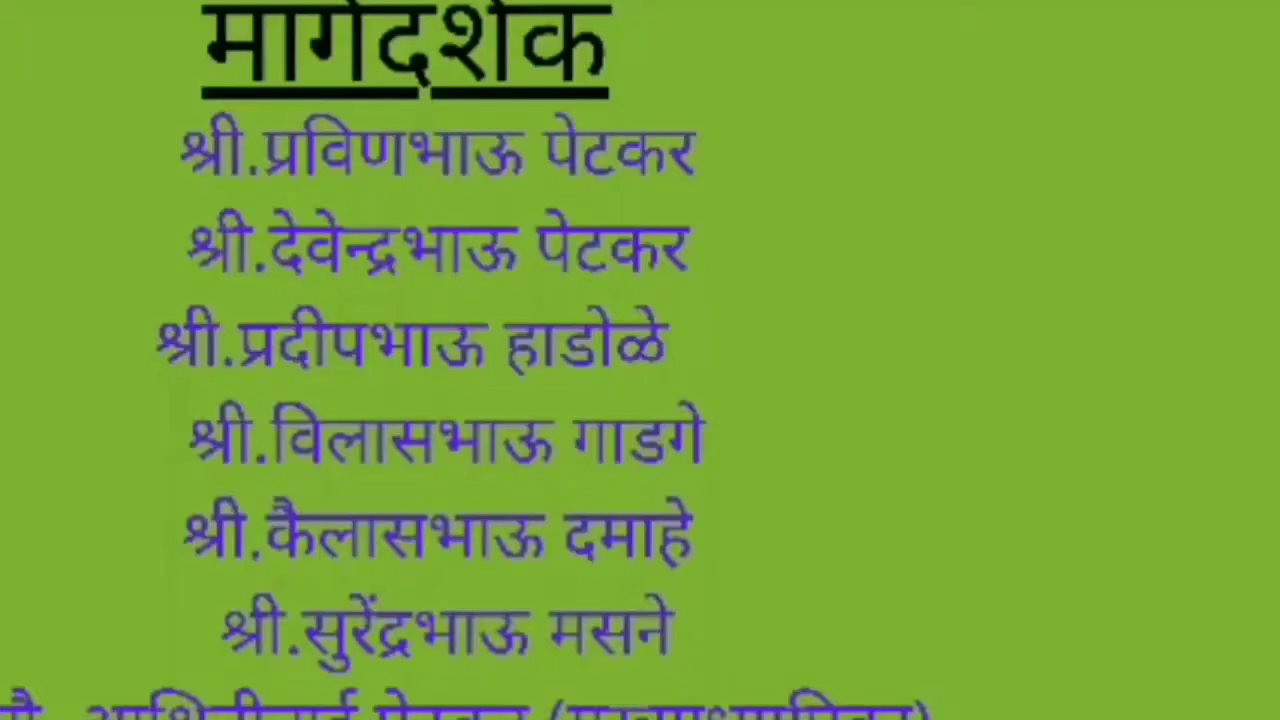 मार्गदर्शक
श्री.प्रविणभाऊ पेटकर
श्री.देवेन्द्रभाऊ पेटकर
श्री.प्रदीपभाऊ हाडोळे
श्री.विलासभाऊ गाडगे
श्री.कैलासभाऊ दमाहे
श्री.सुरेंद्रभाऊ मसने